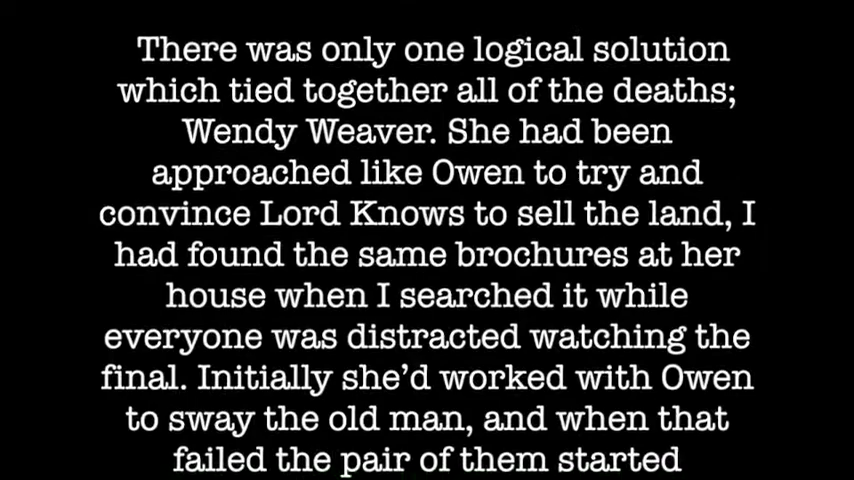 There was only one logical solution
which tied together all of the deaths;
Wendy Weaver. She had been
approached like Owen to try and
convince Lord Knows to sell the land, I
had found the same brochures at her
house when I searched it while
everyone was distracted watching the
final. Initially she’d worked with Owen
to sway the old man, and when that
failed the pair of them started